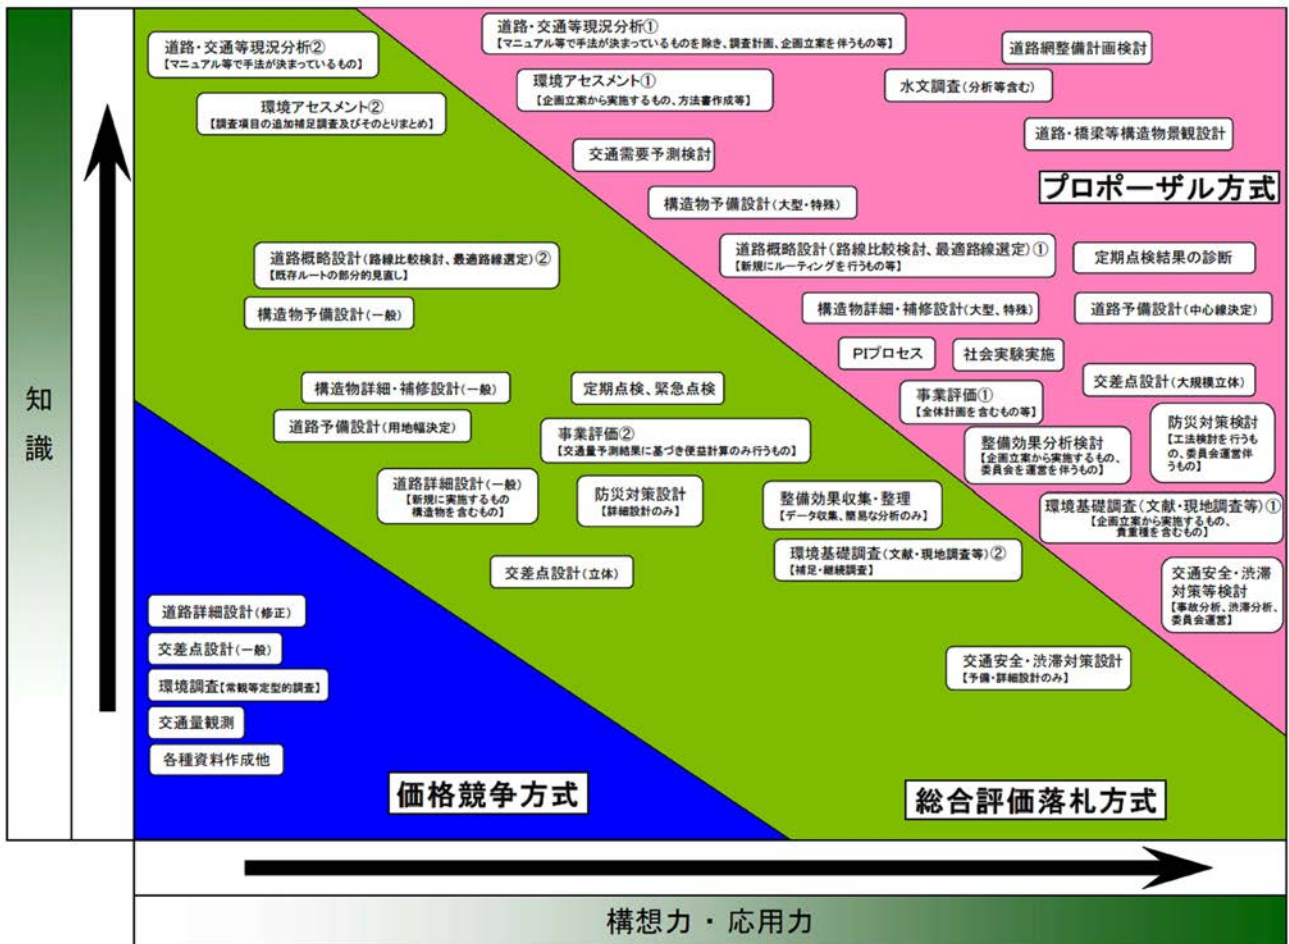 道路・交通等現況分析①
【マニュアル等で手法が決まっているものを除き、調査計画、企画立案を伴うもの等】
道路・交通等現況分析②
【マニュアル等で手法が決まっているもの】
道路網整備計画検討
環境アセスメント①
【企画立案から実施するもの、方法書作成等】
水文調査(分析等含む)
環境アセスメント②
【調査項目の追加補足調査及びそのとりまとめ】
道路・橋梁等構造物景観設計
交通需要予測検討
プロポーザル方式
構造物予備設計(大型・特殊)
道路概略設計(路線比較検討、最適路線選定)①
【新規にルーティングを行うもの等】
定期点検結果の診断
道路概略設計(路線比較検討、最適路線選定)②
【既存ルートの部分的見直し】
構造物詳細・補修設計(大型、特殊)
道路予備設計(中心線決定)
構造物予備設計(一般)
PIプロセス
社会実験実施
交差点設計(大規模立体)
構造物詳細・補修設計(一般)
定期点検、緊急点検
事業評価①
【全体計画を含むもの等】
知識
道路予備設計(用地幅決定)
事業評価②
【交通量予測結果に基づき便益計算のみ行うもの】
整備効果分析検討
【企画立案から実施するもの、
委員会を運営を伴うもの】
防災対策検討
【工法検討を行うも
の、委員会運営伴
うもの】
道路詳細設計(一般)
【新規に実施するもの
構造物を含むもの】
防災対策設計
【詳細設計のみ】
整備効果収集・整理
【データ収集、簡易な分析のみ】
環境基礎調査(文献・現地調査等)①
【企画立案から実施するもの、
貴重種を含むもの】
環境基礎調査(文献・現地調査等)②
【補足・継続調査】
交差点設計(立体)
交通安全・渋滞
対策等検討
【事故分析、渋滞分析、
委員会運営】
道路詳細設計(修正)
交差点設計(一般)
交通安全・渋滞対策設計
【予備・詳細設計のみ】
環境調査【常観等定型的調査】
交通量観測
各種資料作成他
価格競争方式
総合評価落札方式
構想力・応用力